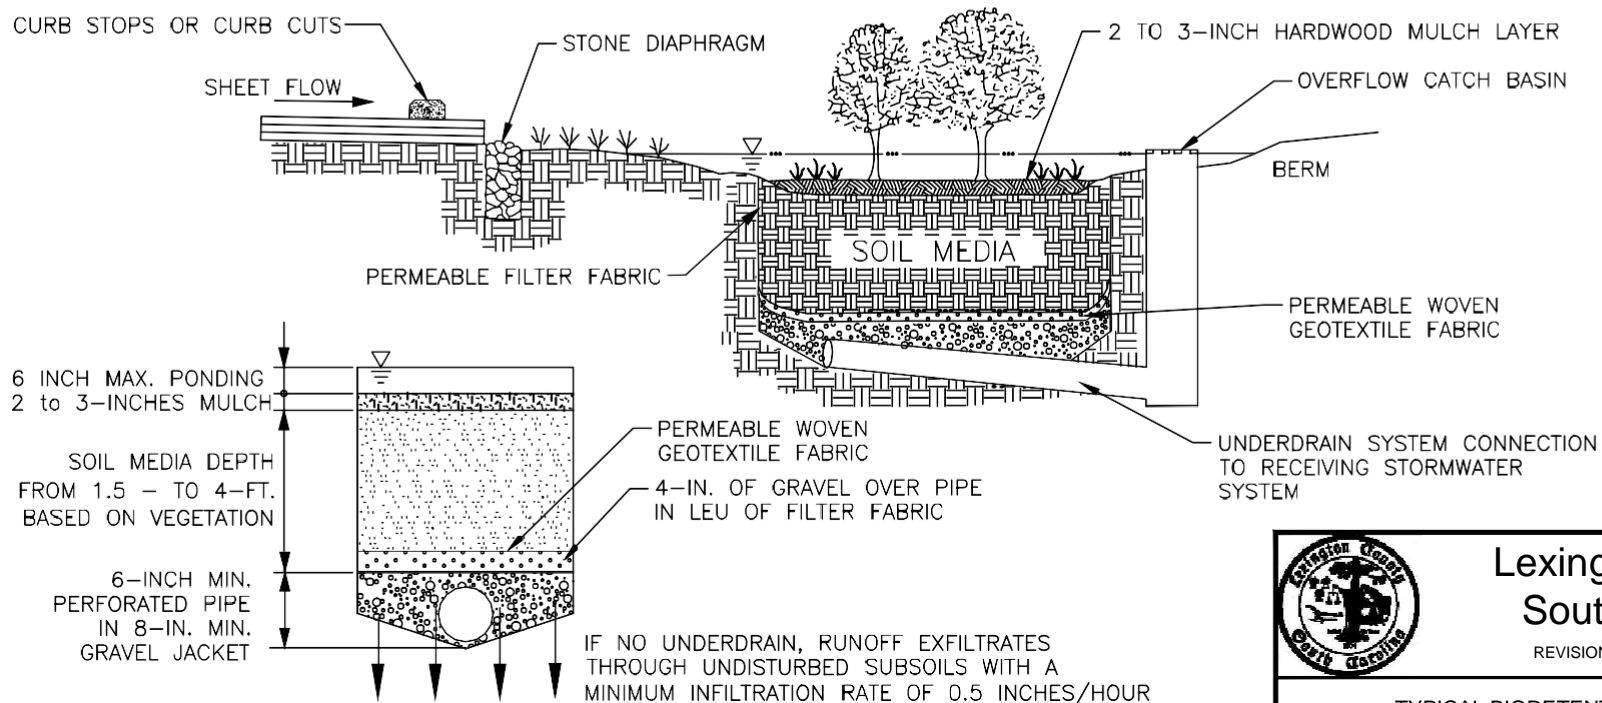 CURB STOPS OR CURB CUTS
STONE DIAPHRAGM
2 TO 3-INCH HARDWOOD MULCH LAYER
SHEET FLOW
OVERFLOW CATCH BASIN
BERM
SOIL MEDIA
PERMEABLE FILTER FABRIC
PERMEABLE WOVEN
GEOTEXTILE FABRIC
6 INCH MAX. PONDING
2 to 3-INCHES MULCH
SOIL MEDIA DEPTH
FROM 1.5 - TO 4-FT.
BASED ON VEGETATION
PERMEABLE WOVEN
GEOTEXTILE FABRIC
4-IN. OF GRAVEL OVER PIPE
IN LEU OF FILTER FABRIC
UNDERDRAIN SYSTEM CONNECTION
TO RECEIVING STORMWATER
SYSTEM
6-INCH MIN.
PERFORATED PIPE
IN 8-IN. MIN.
GRAVEL JACKET
IF NO UNDERDRAIN, RUNOFF EXFILTRATES
THROUGH UNDISTURBED SUBSOILS WITH A
MINIMUM INFILTRATION RATE OF 0.5 INCHES/HOUR
Lexington County
South Carolina
Lexing
Sout
REVISION